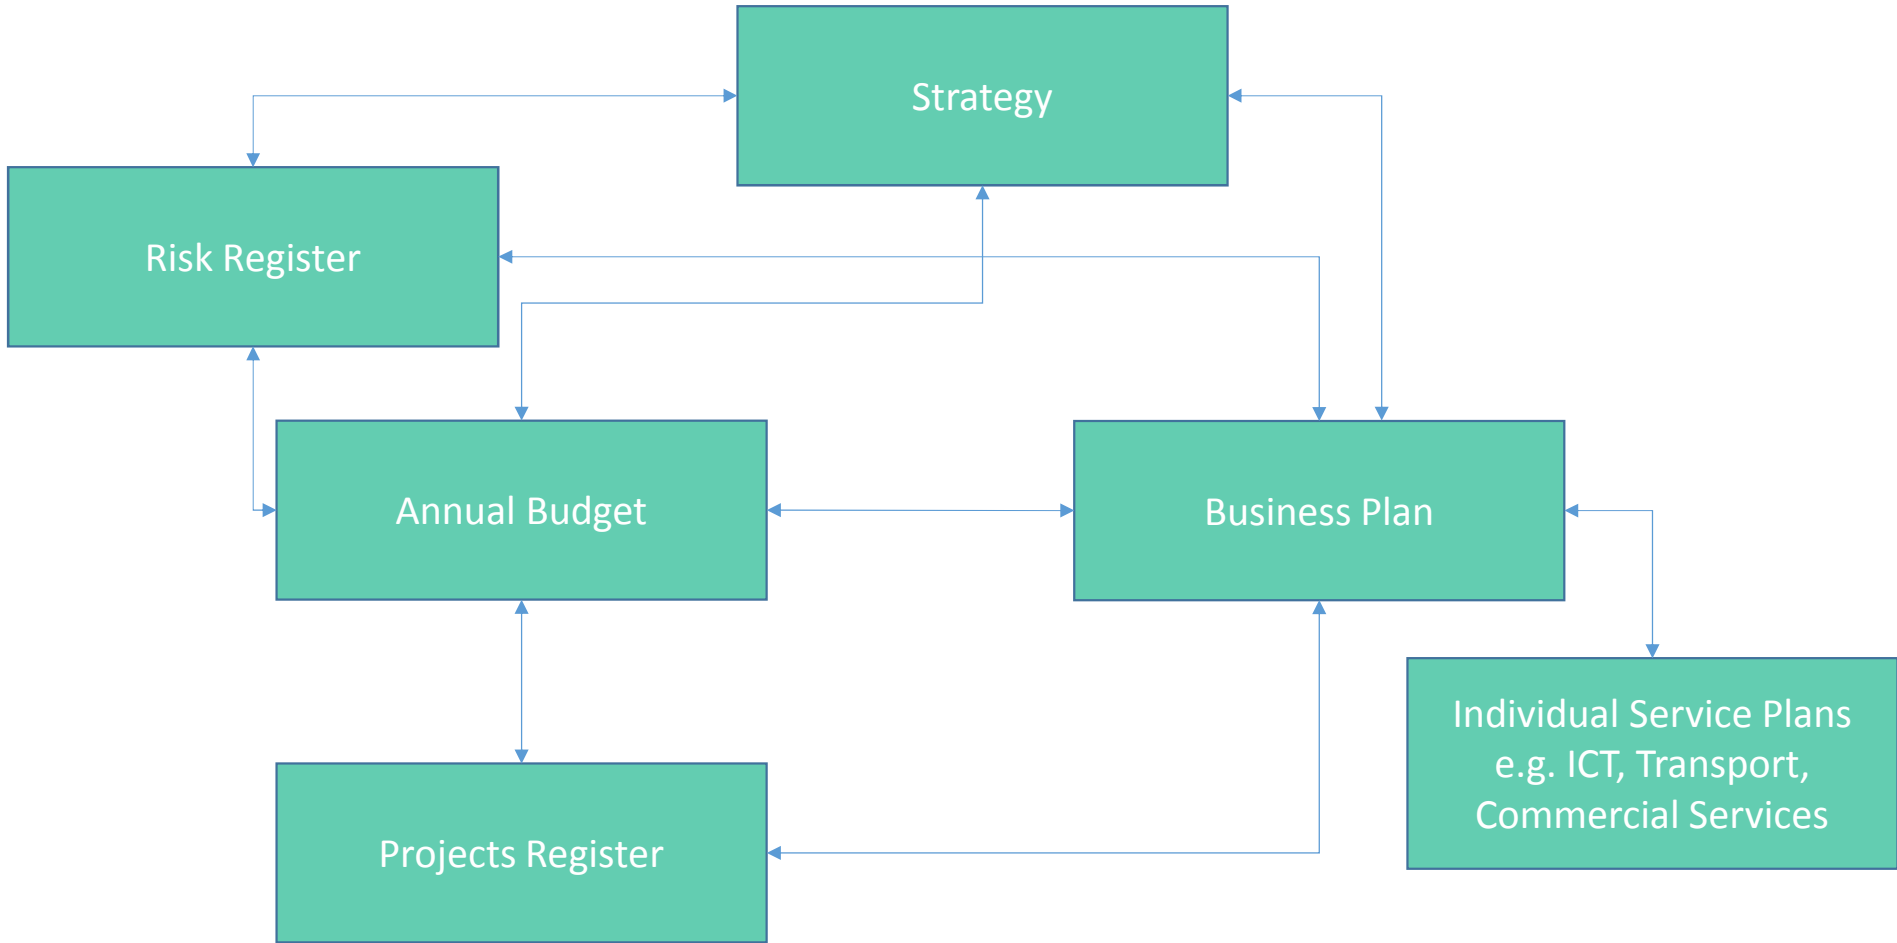 Strategy
Risk Register
Annual Budget
Business Plan
Individual Service Plans
e.g. ICT, Transport,
Commercial Services
Projects Register